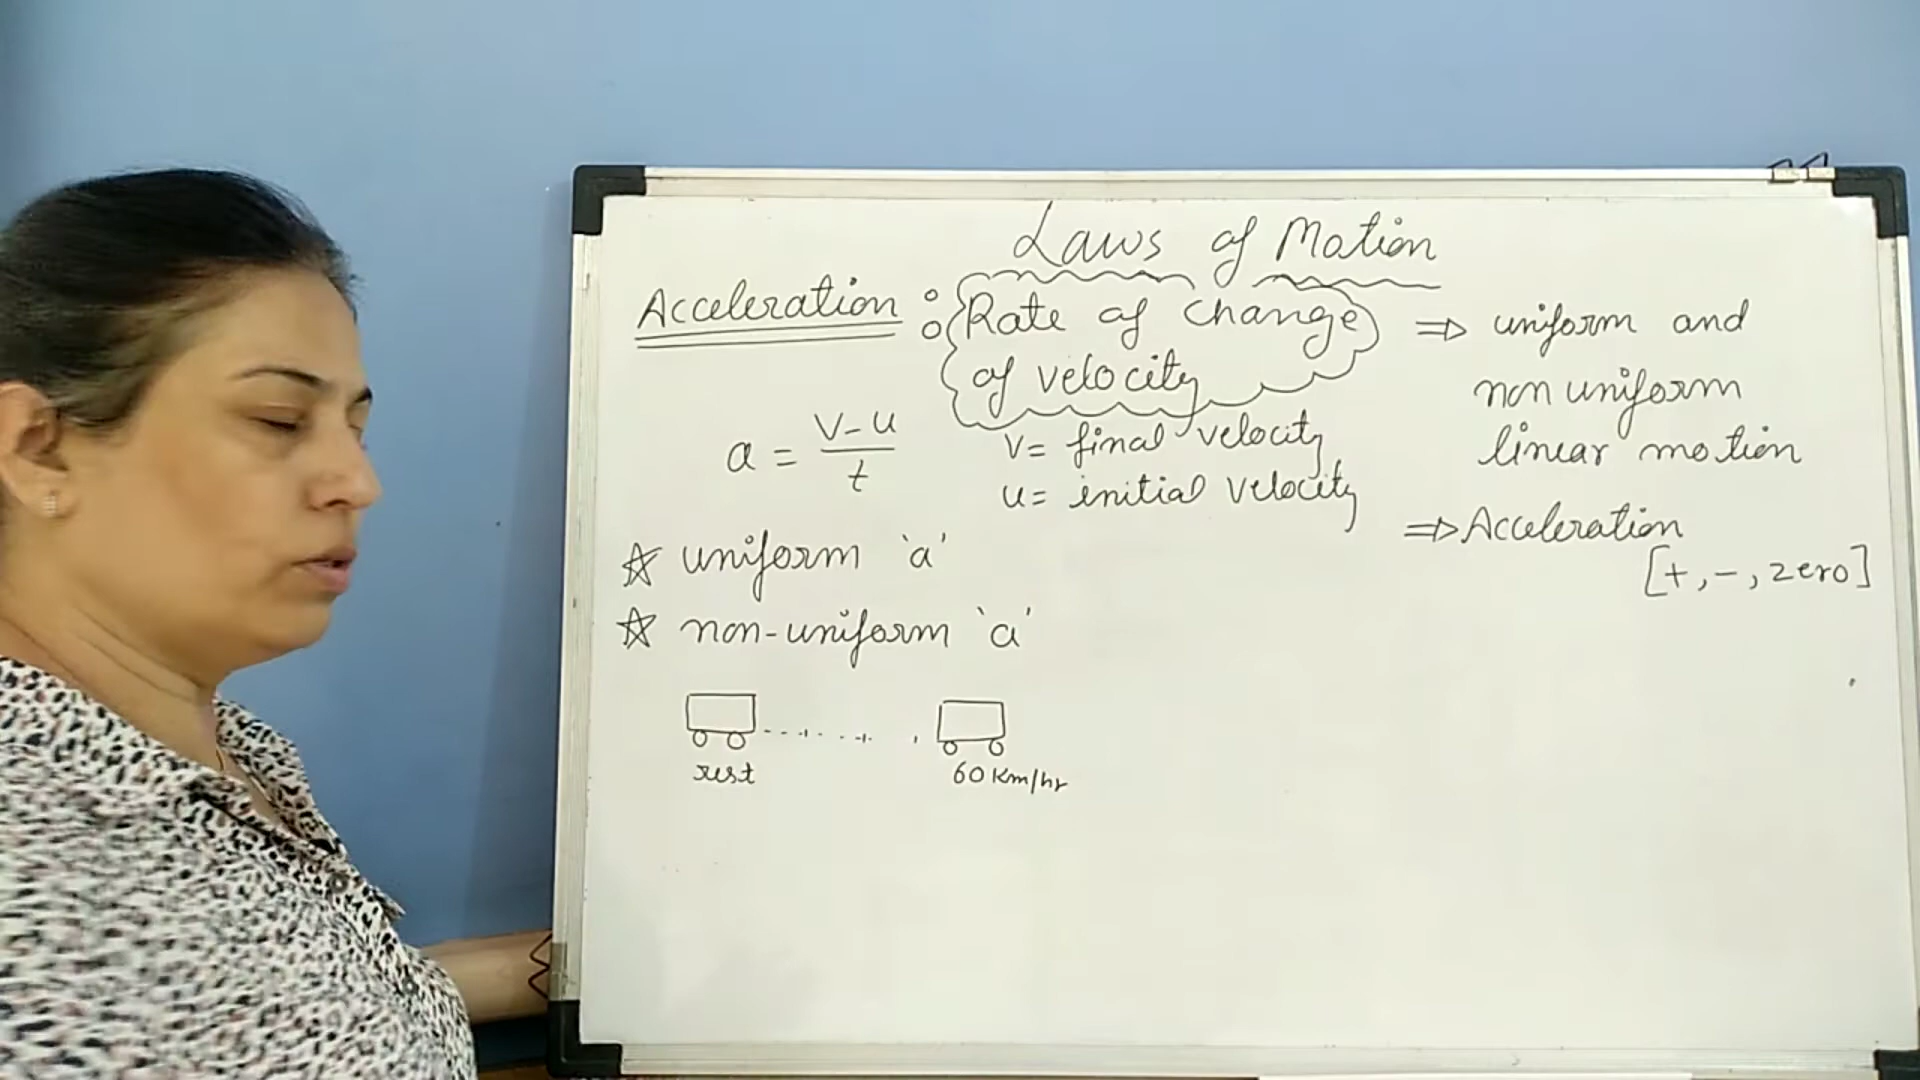 Laws of Motion
Acceleration : Rate of change
of velocity
a = v-u/t
v= final velocity
u= initial velocity
☆ uniform 'a'
☆ non-uniform 'a'
rest
60 Km/hr
⇒ uniform and
non uniform
linear motion
⇒ Acceleration
[+, -, zero]